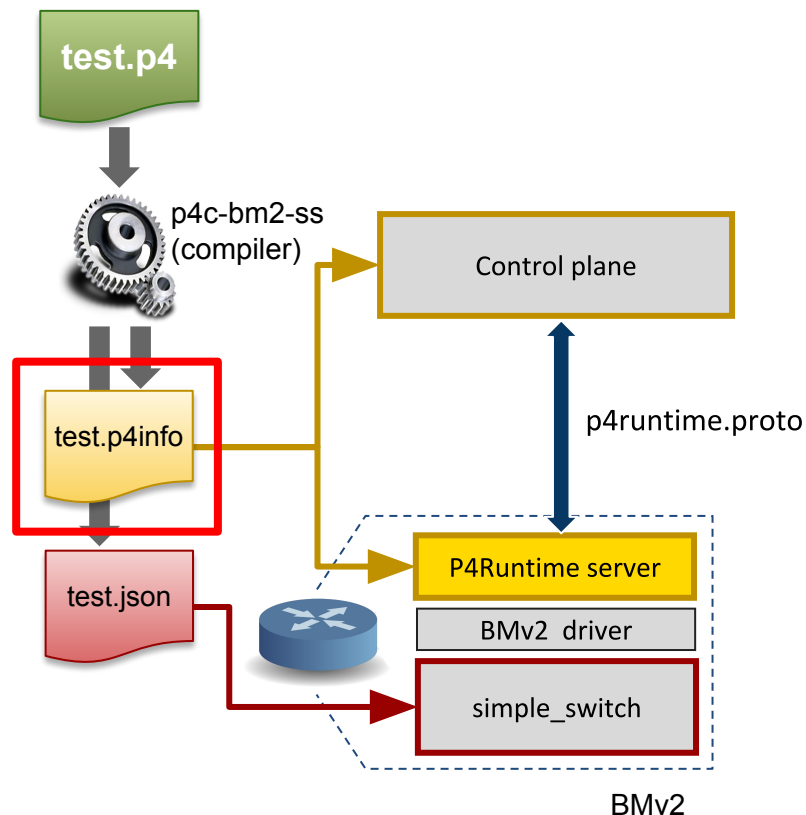 test.p4
p4c-bm2-ss
(compiler)
Control plane
test.p4info
p4runtime.proto
P4Runtime server
test.json
BMv2 driver
simple_switch
BMv2